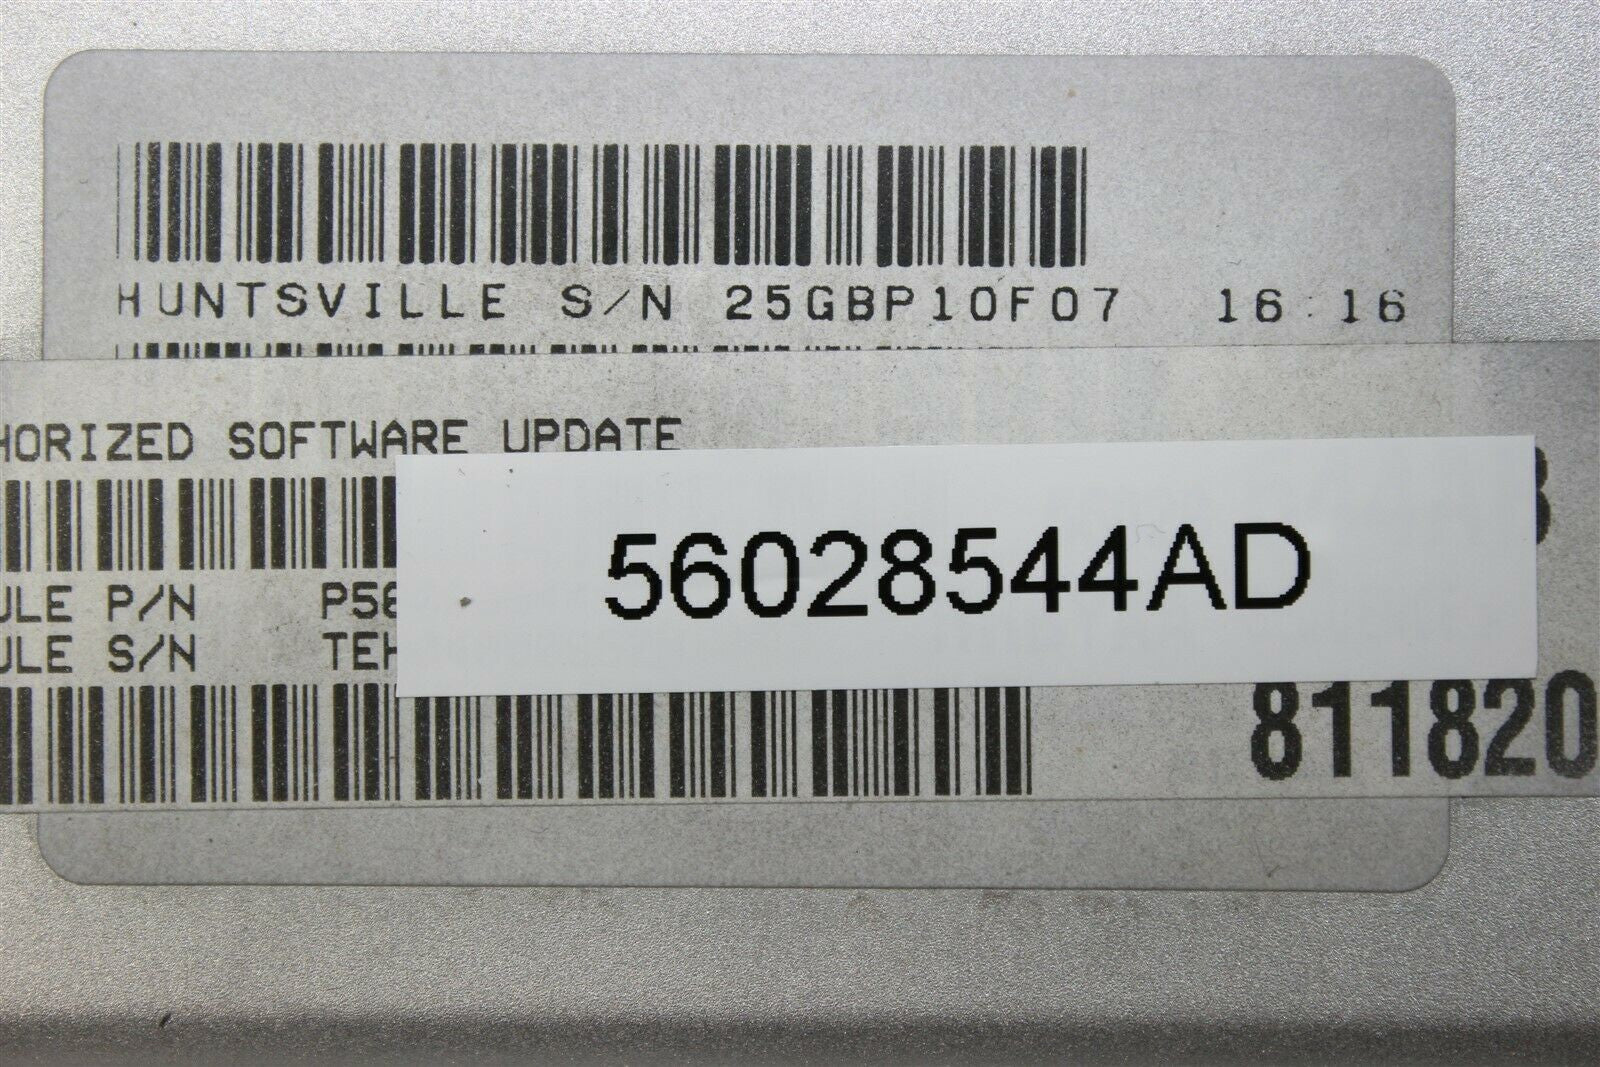 HUNTSVILLE S/N 25GBP10F07 16 16
HORIZED SOFTWARE UPDATE
56028544AD
ULE P/N P56
ULE S/N TEH
811820